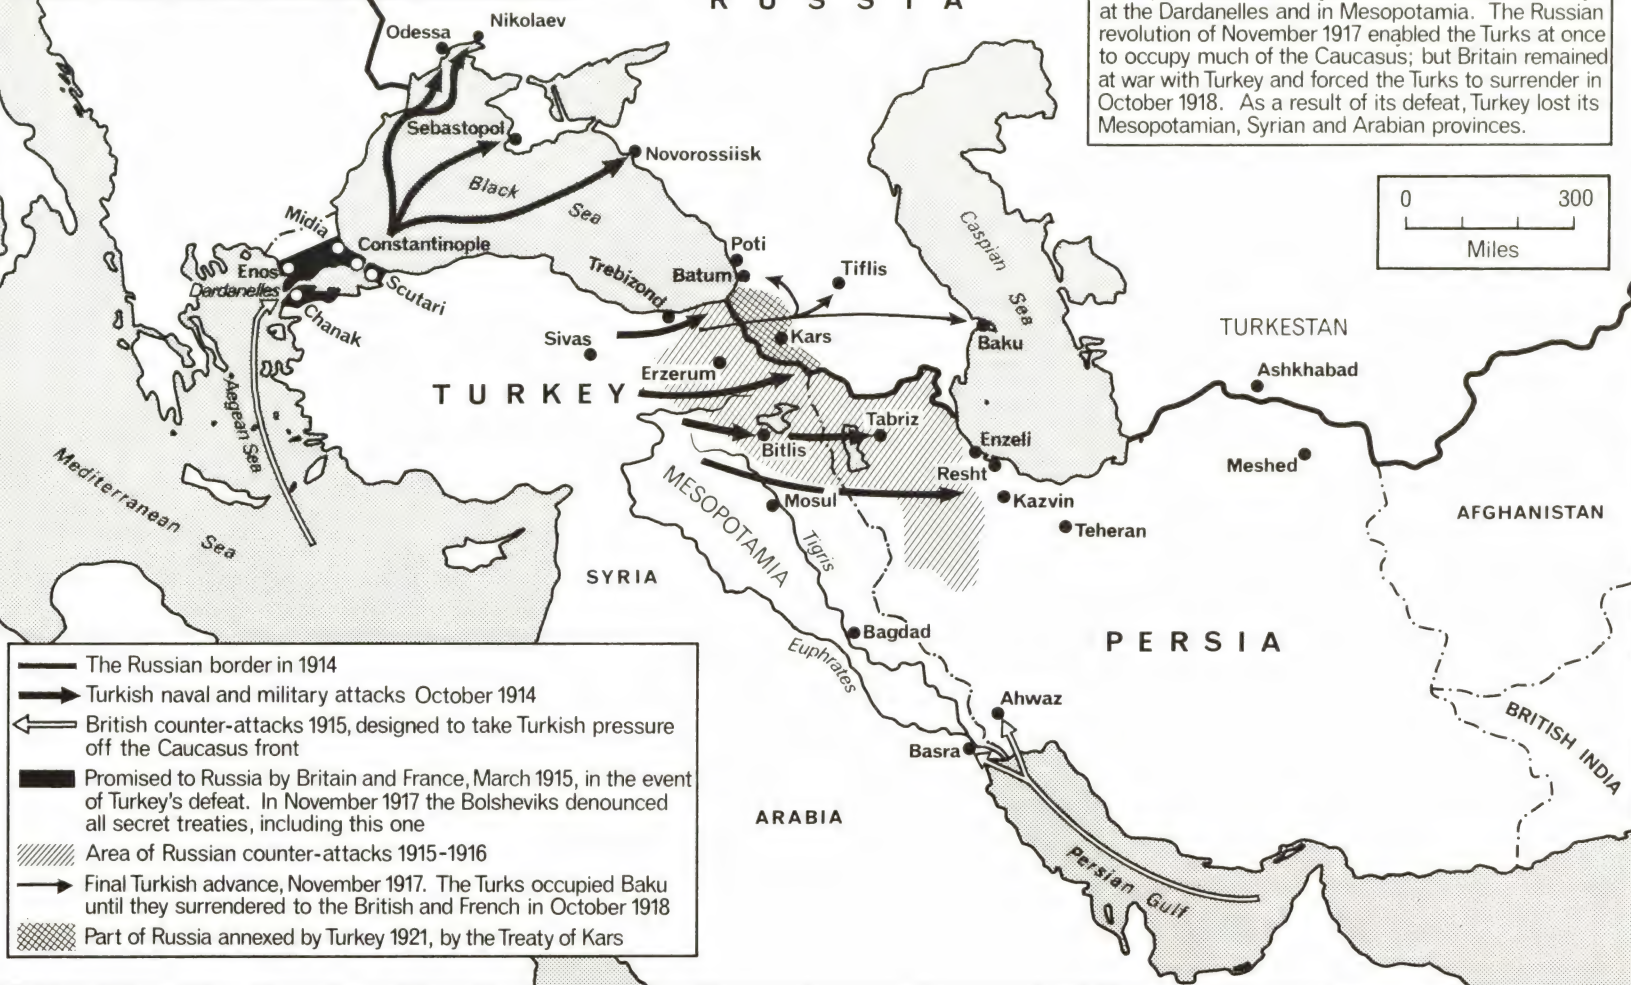 RUSSIA
at the Dardanelles and in Mesopotamia. The Russian
revolution of November 1917 enabled the Turks at once
to occupy much of the Caucasus; but Britain remained
at war with Turkey and forced the Turks to surrender in
October 1918. As a result of its defeat, Turkey lost its
Mesopotamian, Syrian and Arabian provinces.
Nikolaev
Odessa
Sebastopol
Novorossiisk
Black
Sea
0 300
Miles
Midia
Constantinople
Enos
Dardanelles
Scutari
Chanak
Trebizond
Poti
Batum
Tiflis
Caspian
Sea
Sivas
Kars
Baku
TURKESTAN
Ashkhabad
Erzerum
TURKEY
Aegean Sea
Tabriz
Bitlis
Enzeli
Resht
Meshed
Mediterranean
Sea
MESOPOTAMIA
Mosul
Kazvin
Teheran
AFGHANISTAN
Tigris
SYRIA
Bagdad
PERSIA
Euphrates
Ahwaz
Basra
BRITISH INDIA
ARABIA
Persian
Gulf
The Russian border in 1914
Turkish naval and military attacks October 1914
British counter-attacks 1915, designed to take Turkish pressure
off the Caucasus front
Promised to Russia by Britain and France, March 1915, in the event
of Turkey's defeat. In November 1917 the Bolsheviks denounced
all secret treaties, including this one
Area of Russian counter-attacks 1915-1916
Final Turkish advance, November 1917. The Turks occupied Baku
until they surrendered to the British and French in October 1918
Part of Russia annexed by Turkey 1921, by the Treaty of Kars